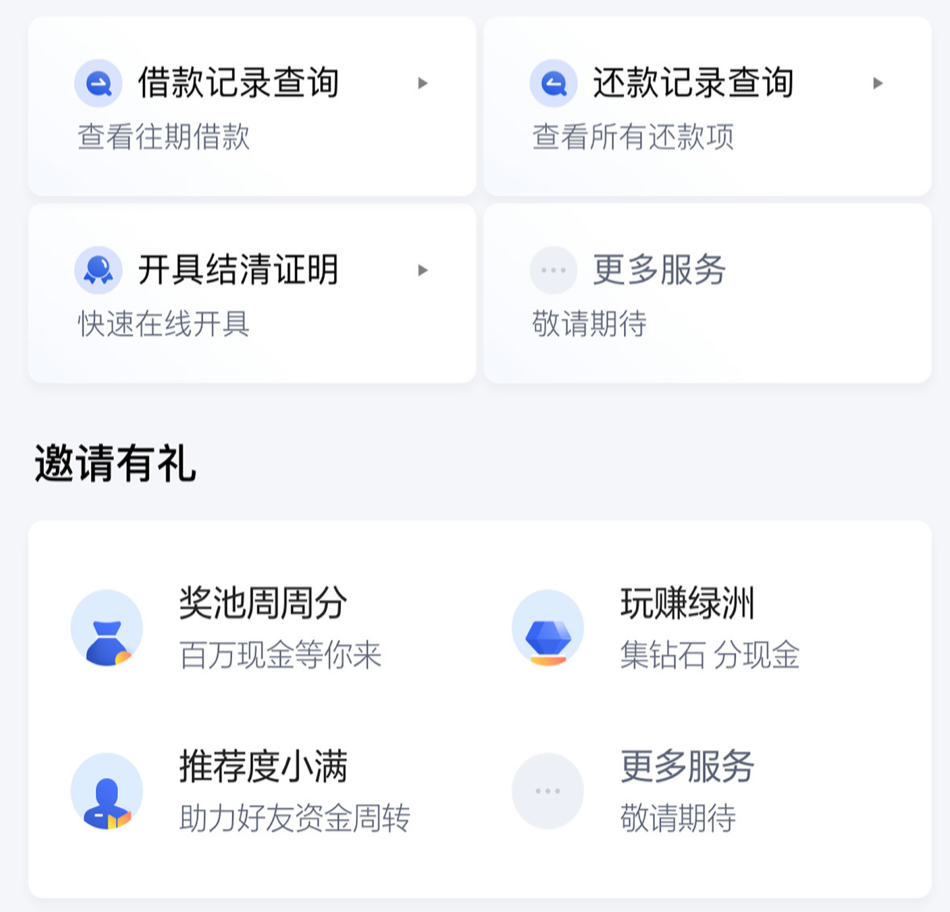 借款记录查询
查看往期借款
还款记录查询
查看所有还款项
开具结清证明
快速在线开具
更多服务
敬请期待
邀请有礼
奖池周周分
百万现金等你来
玩赚绿洲
集钻石 分现金
推荐度小满
助力好友资金周转
更多服务
敬请期待